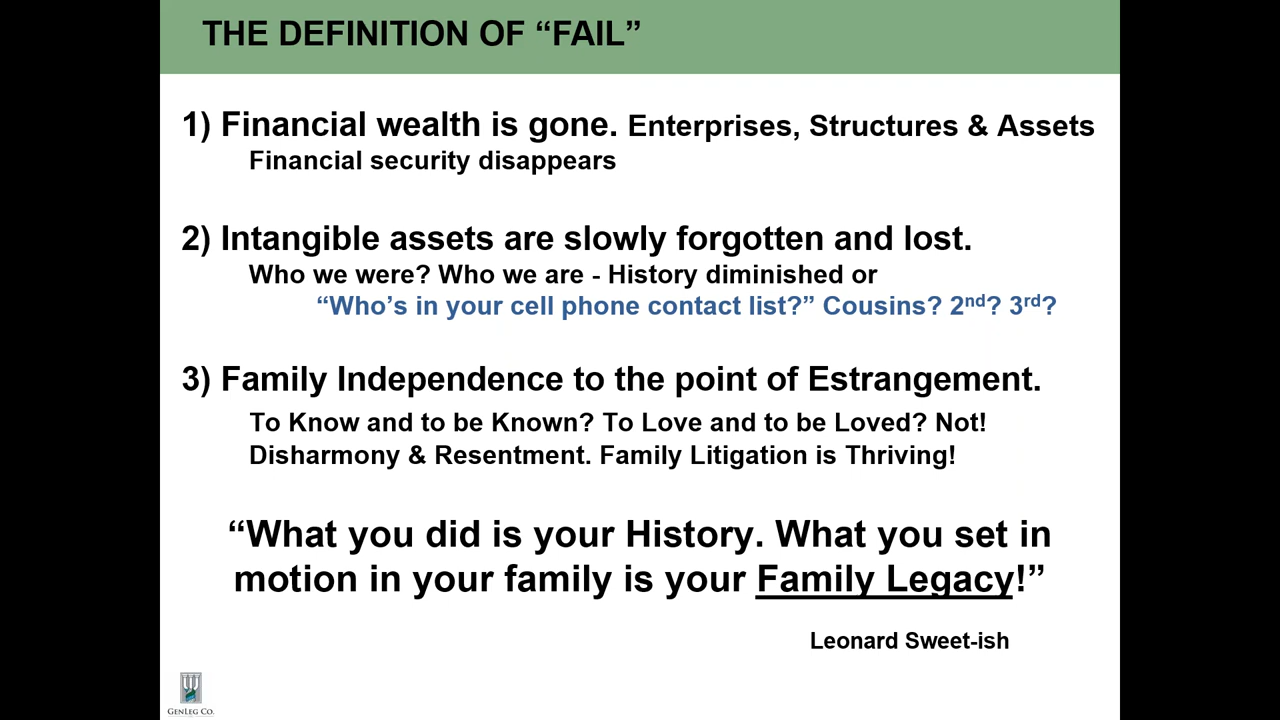 THE DEFINITION OF “FAIL”
1) Financial wealth is gone. Enterprises, Structures & Assets
Financial security disappears
2) Intangible assets are slowly forgotten and lost.
Who we were? Who we are - History diminished or
“Who’s in your cell phone contact list?” Cousins? 2nd? 3rd?
3) Family Independence to the point of Estrangement.
To Know and to be Known? To Love and to be Loved? Not!
Disharmony & Resentment. Family Litigation is Thriving!
“What you did is your History. What you set in
motion in your family is your Family Legacy!”
Leonard Sweet-ish
GENLEG CO.